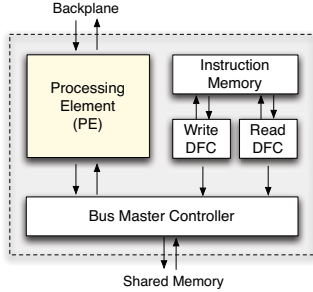 Backplane
Processing
Element
(PE)
Instruction
Memory
Write
DFC
Read
DFC
Bus Master Controller
Shared Memory